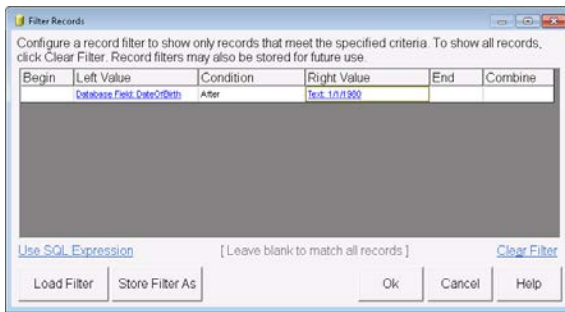 Filter Records
Configure a record filter to show only records that meet the specified criteria. To show all records,
click Clear Filter. Record filters may also be stored for future use.
Begin Left Value Condition Right Value End Combine
Database Field: DateOfBirth After Text: 1/1/1980
Use SQL Expression [ Leave blank to match all records ] Clear Filter
Load Filter Store Filter As Ok Cancel Help